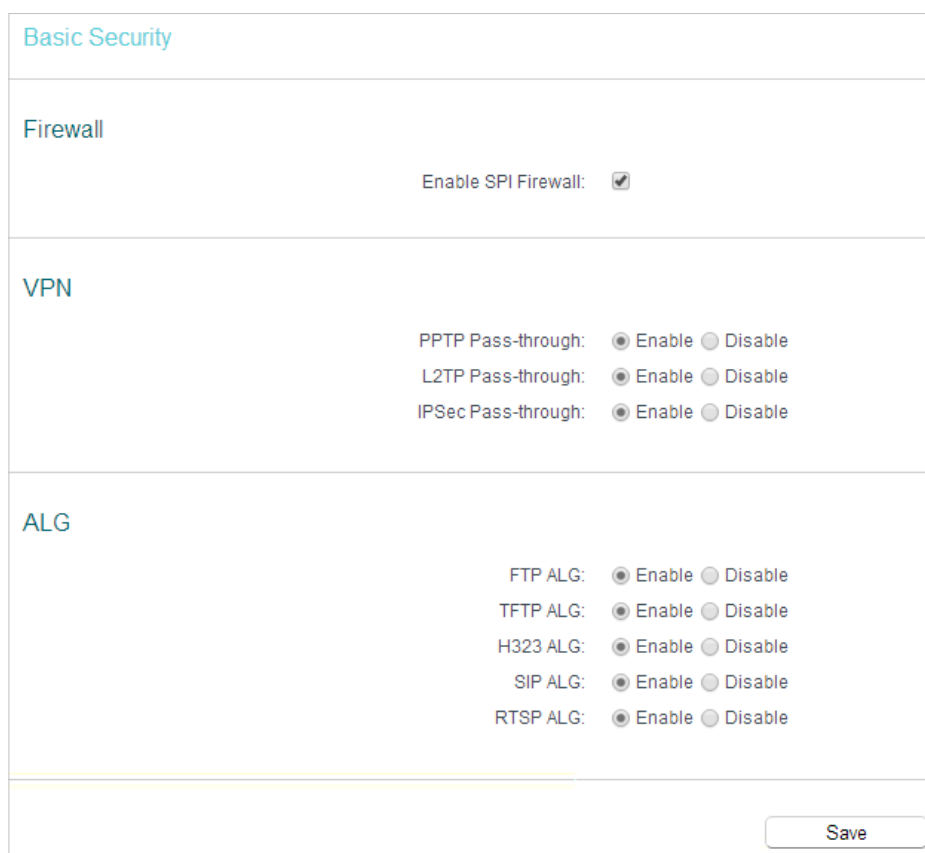 Basic Security
Firewall
Enable SPI Firewall:
VPN
PPTP Pass-through: Enable Disable
L2TP Pass-through: Enable Disable
IPSec Pass-through: Enable Disable
ALG
FTP ALG: Enable Disable
TFTP ALG: Enable Disable
H323 ALG: Enable Disable
SIP ALG: Enable Disable
RTSP ALG: Enable Disable
Save